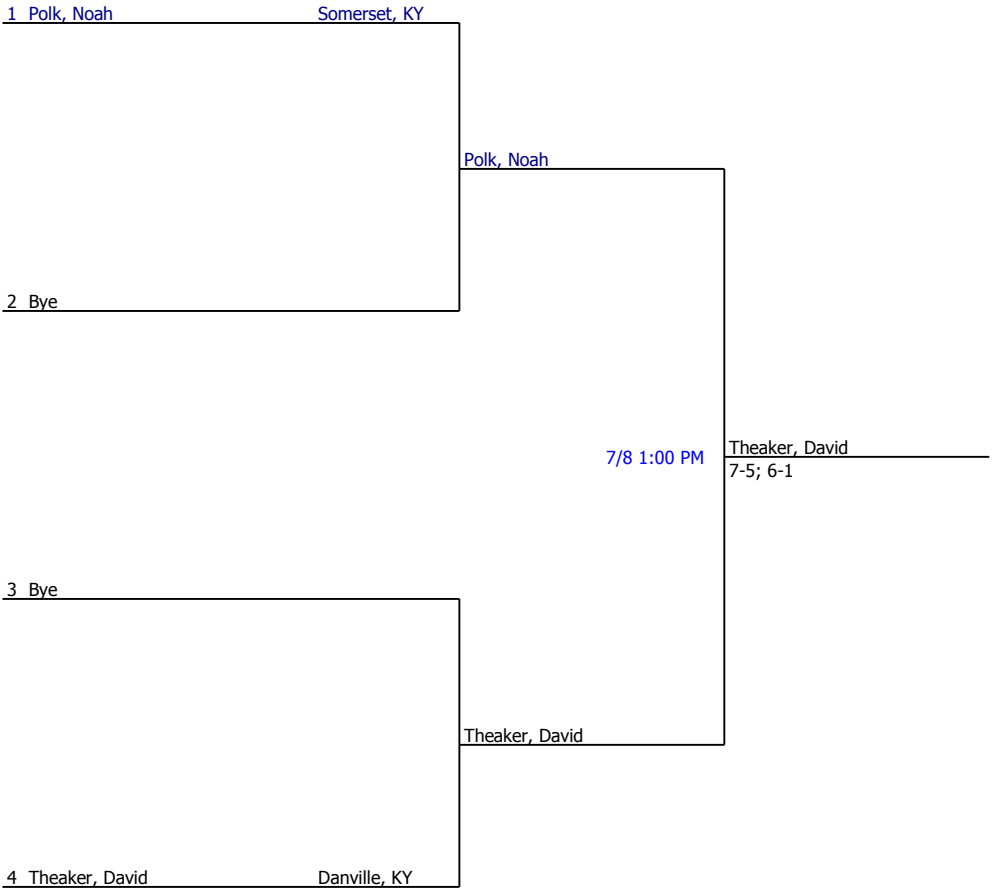 1 Polk, Noah Somerset, KY
Polk, Noah
2 Bye
Theaker, David
7/8 1:00 PM
7-5; 6-1
3 Bye
Theaker, David
4 Theaker, David Danville, KY